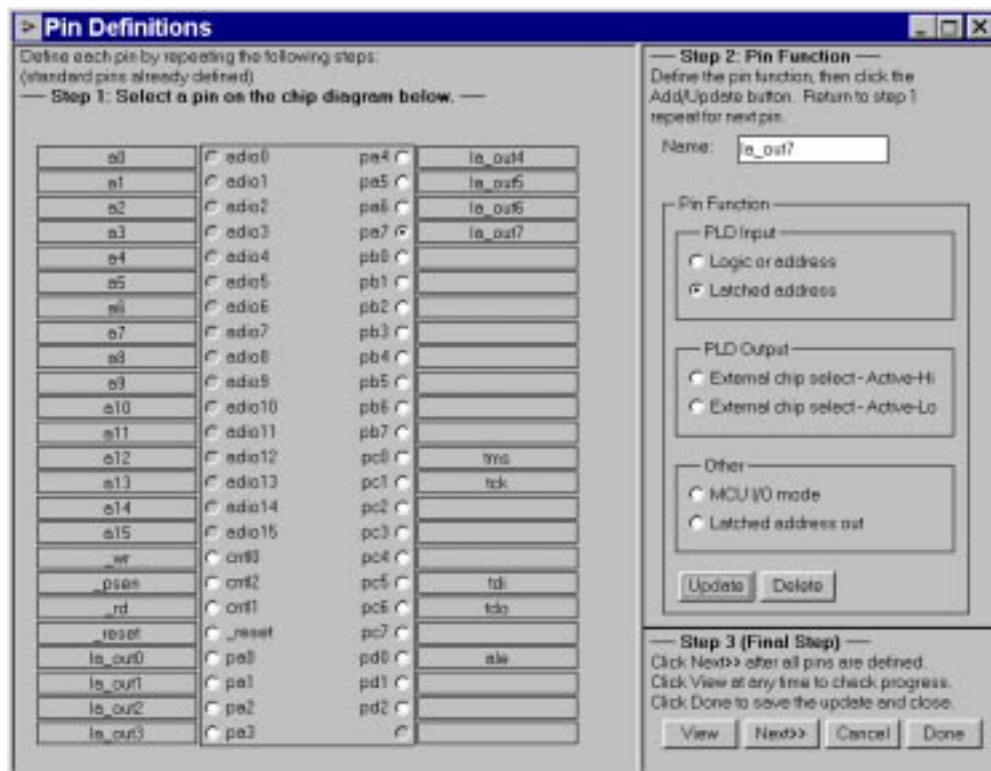 Pin Definitions
Define each pin by repeating the following steps:
(standard pins already defined)
Step 1: Select a pin on the chip diagram below.
a0 adio0 pa4 la_out4
a1 adio1 pa5 la_out5
a2 adio2 pa6 la_out6
a3 adio3 pa7 la_out7
a4 adio4 pb0
a5 adio5 pb1
a6 adio6 pb2
a7 adio7 pb3
a8 adio8 pb4
a9 adio9 pb5
a10 adio10 pb6
a11 adio11 pb7
a12 adio12 pc0 tms
a13 adio13 pc1 tck
a14 adio14 pc2
a15 adio15 pc3
_wr cntl0 pc4
_psen cntl2 pc5 tdi
_rd cntl1 pc6 tdo
_reset _reset pc7
la_out0 pa0 pd0 ale
la_out1 pa1 pd1
la_out2 pa2 pd2
la_out3 pa3
Step 2: Pin Function
Define the pin function, then click the
Add/Update button. Return to step 1
repeat for next pin.
Name: la_out7
Pin Function
PLD Input
Logic or address
Latched address
PLD Output
External chip select - Active-Hi
External chip select - Active-Lo
Other
MCU I/O mode
Latched address out
Update Delete
Step 3 (Final Step)
Click Next>> after all pins are defined.
Click View at any time to check progress.
Click Done to save the update and close.
View Next>> Cancel Done